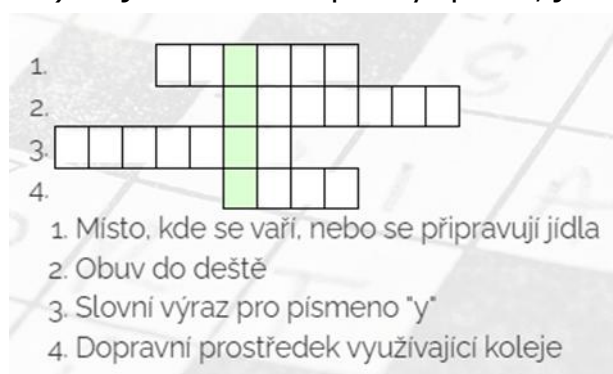 1.
2.
3.
4.
1. Místo, kde se vaří, nebo se připravují jídla
2. Obuv do deště
3. Slovní výraz pro písmeno "y"
4. Dopravní prostředek využívající koleje